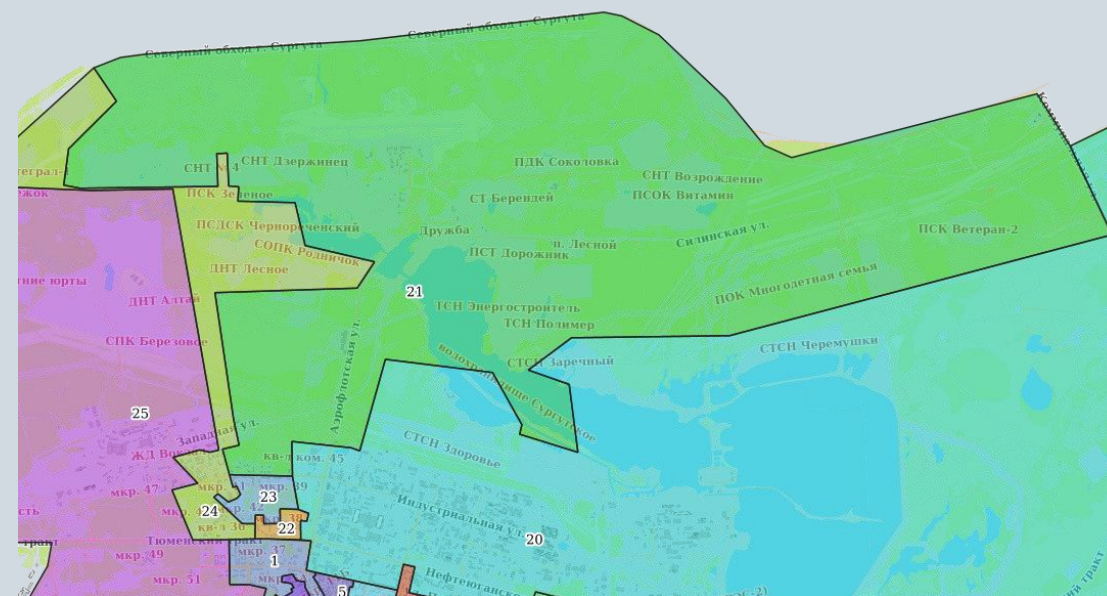 Северный обход г. Сургута
Северный обход г. Сургута
Коммунальная ул.
СНТ Дзержинец
ПДК Соколовка
СНТ Возрождение
ПСК Зеленое
СТ Берендей
ПСОК Витамин
ПСДСК Чернореченский
Дружба
п. Лесной
Силинская ул.
ПСК Ветеран-2
СОПК Родничок
ПСТ Дорожник
ДНТ Лесное
ПОК Многодетная семья
21
ДНТ Алтай
ТСН Энергостроитель
ТСН Полимер
СПК Березовое
Аэрофлотская ул.
СТСН Черемушки
СТСН Заречный
водохранилище Сургутское
25
Западная ул.
СТСН Здоровье
кв-л ком. 45
мкр. 47
мкр. 39
23
24
Индустриальная ул.
22
кв-л 36
20
мкр. 49
мкр. 37
1
мкр. 51
5